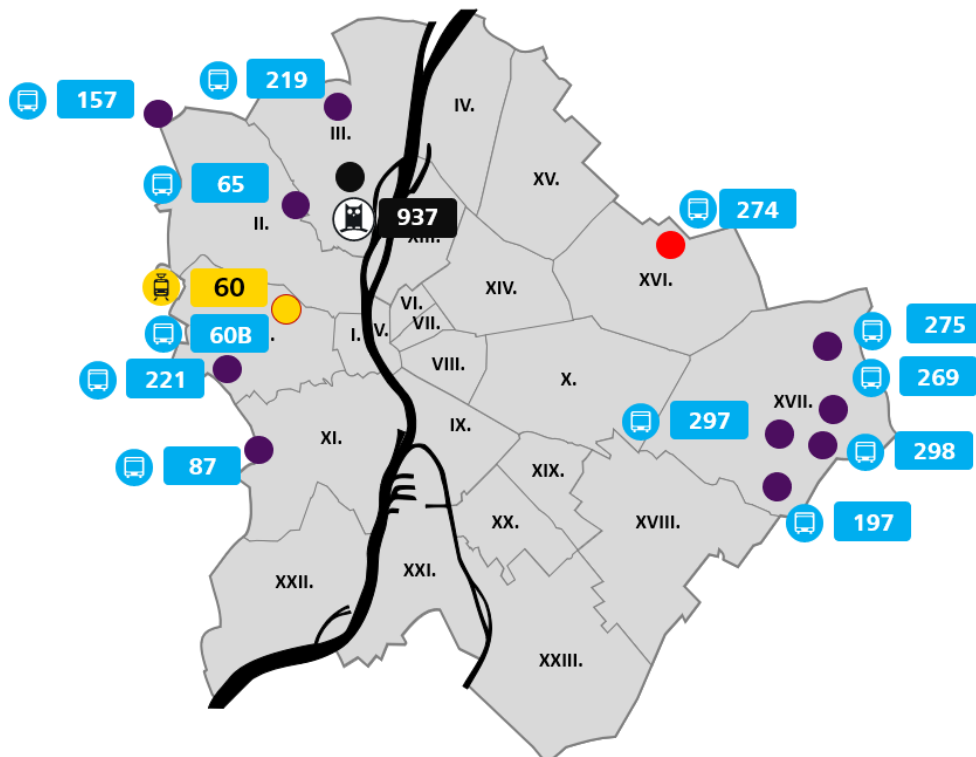 IV.
219
157
III.
XV.
65
274
II.
937
XIII.
XVI.
60
XIV.
VI.
60B
.
I.
V.
VII.
275
221
VIII.
X.
269
XVII.
297
XI.
IX.
298
87
XIX.
197
XX.
XVIII.
XXII.
XXI.
XXIII.